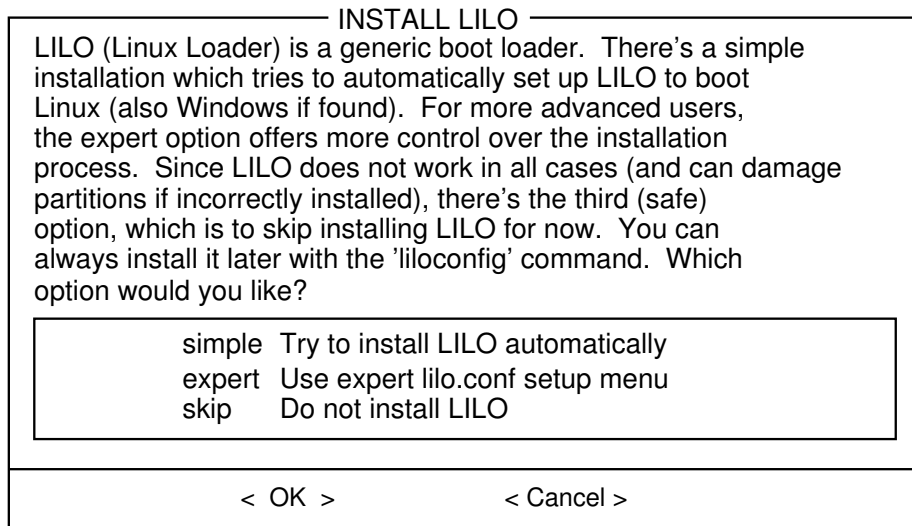 INSTALL LILO
LILO (Linux Loader) is a generic boot loader.  There's a simple
installation which tries to automatically set up LILO to boot
Linux (also Windows if found).  For more advanced users,
the expert option offers more control over the installation
process.  Since LILO does not work in all cases (and can damage
partitions if incorrectly installed), there's the third (safe)
option, which is to skip installing LILO for now.  You can
always install it later with the 'liloconfig' command.  Which
option would you like?
simple  Try to install LILO automatically
expert  Use expert lilo.conf setup menu
skip  Do not install LILO
<  OK  >  < Cancel >